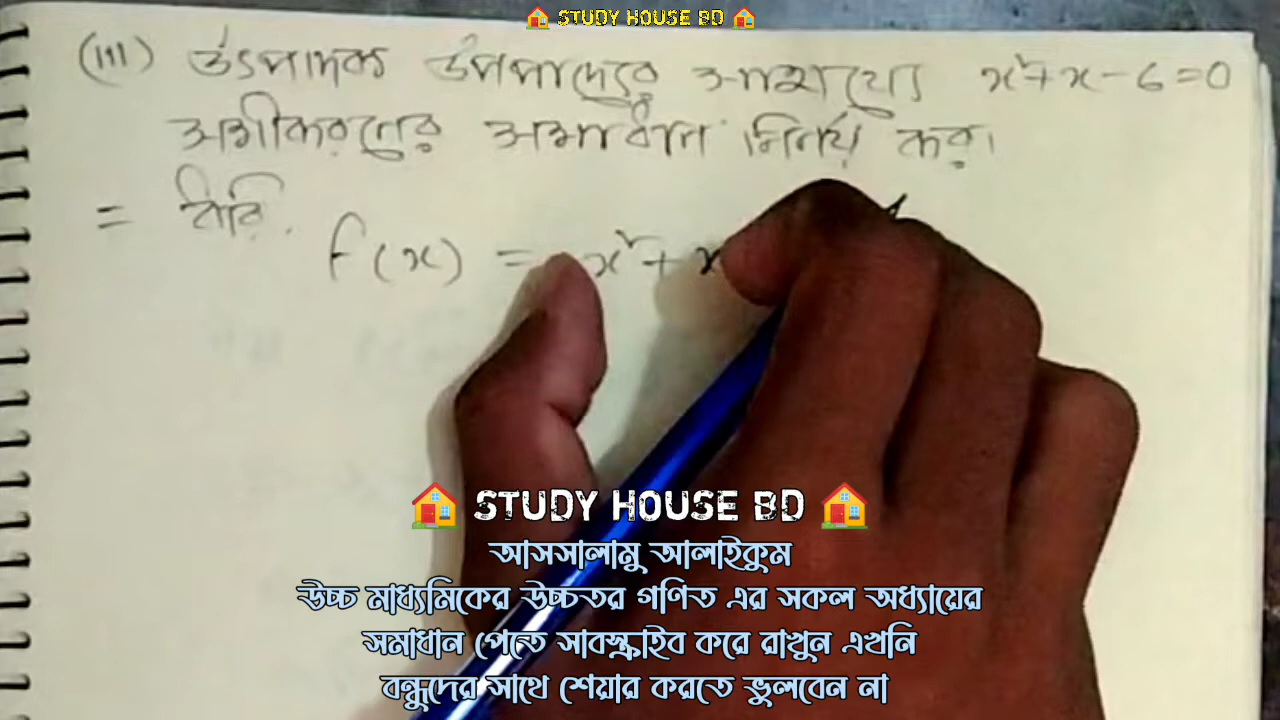 🏠 STUDY HOUSE BD 🏠
(iii) উৎপাদক উপপাদ্যের সাহায্যে x²+x-6=0
সমীকরণের সমাধান নির্ণয় কর।
= ধরি,
f(x) = x²+x
🏠 STUDY HOUSE BD 🏠
আসসালামু আলাইকুম
উচ্চ মাধ্যমিকের উচ্চতর গণিত এর সকল অধ্যায়ের
সমাধান পেতে সাবস্ক্রাইব করে রাখুন এখনি
বন্ধুদের সাথে শেয়ার করতে ভুলবেন না